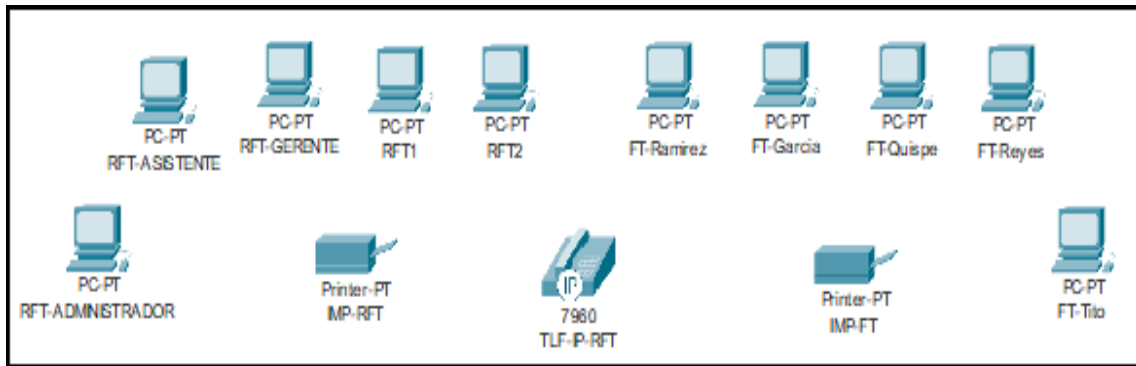 PC-PT
RFT-ASISTENTE
PC-PT
RFT-GERENTE
PC-PT
RFT1
PC-PT
RFT2
PC-PT
FT-Ramirez
PC-PT
FT-Garcia
PC-PT
FT-Quispe
PC-PT
FT-Reyes
PC-PT
RFT-ADMNISTRADOR
Printer-PT
IMP-RFT
IP
7960
TLF-IP-RFT
Printer-PT
IMP-FT
PC-PT
FT-Tito